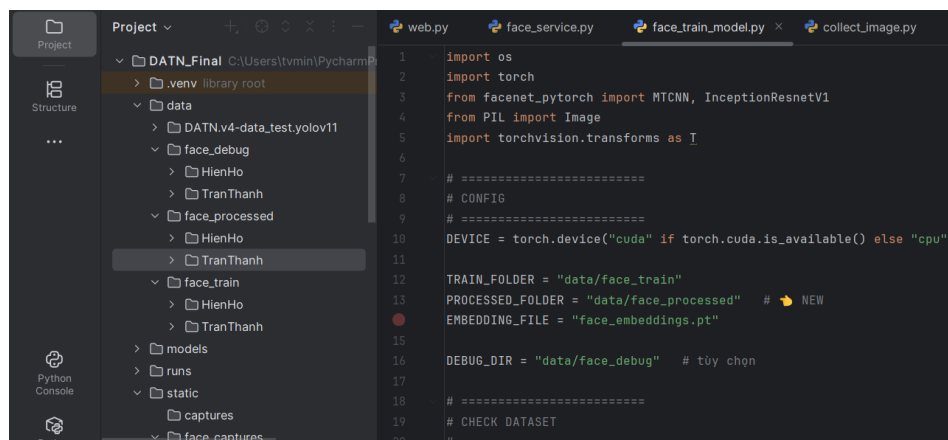 Project
Structure
Python
Console
Project
DATN_Final C:\Users\tvmin\PycharmPr
.venv library root
data
DATN.v4-data_test.yolov11
face_debug
HienHo
TranThanh
face_processed
HienHo
TranThanh
face_train
HienHo
TranThanh
models
runs
static
captures
face_captures
web.py face_service.py face_train_model.py collect_image.py
1 import os
2 import torch
3 from facenet_pytorch import MTCNN, InceptionResnetV1
4 from PIL import Image
5 import torchvision.transforms as T
6
7 # =========================
8 # CONFIG
9 # =========================
10 DEVICE = torch.device("cuda" if torch.cuda.is_available() else "cpu"
11
12 TRAIN_FOLDER = "data/face_train"
13 PROCESSED_FOLDER = "data/face_processed" # 👈 NEW
EMBEDDING_FILE = "face_embeddings.pt"
15
16 DEBUG_DIR = "data/face_debug" # tùy chọn
17
18 # =========================
19 # CHECK DATASET